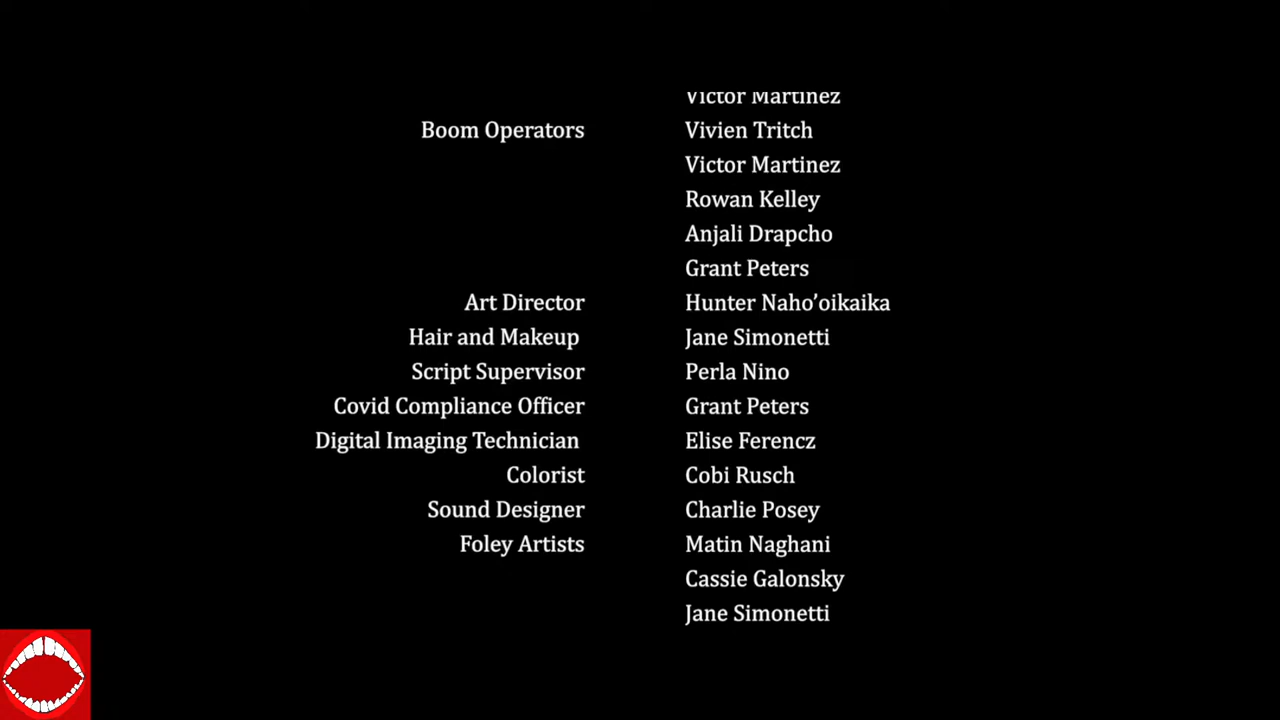 Victor Martinez
Boom Operators Vivien Tritch
Victor Martinez
Rowan Kelley
Anjali Drapcho
Grant Peters
Art Director Hunter Naho’oikaika
Hair and Makeup Jane Simonetti
Script Supervisor Perla Nino
Covid Compliance Officer Grant Peters
Digital Imaging Technician Elise Ferencz
Colorist Cobi Rusch
Sound Designer Charlie Posey
Foley Artists Matin Naghani
Cassie Galonsky
Jane Simonetti